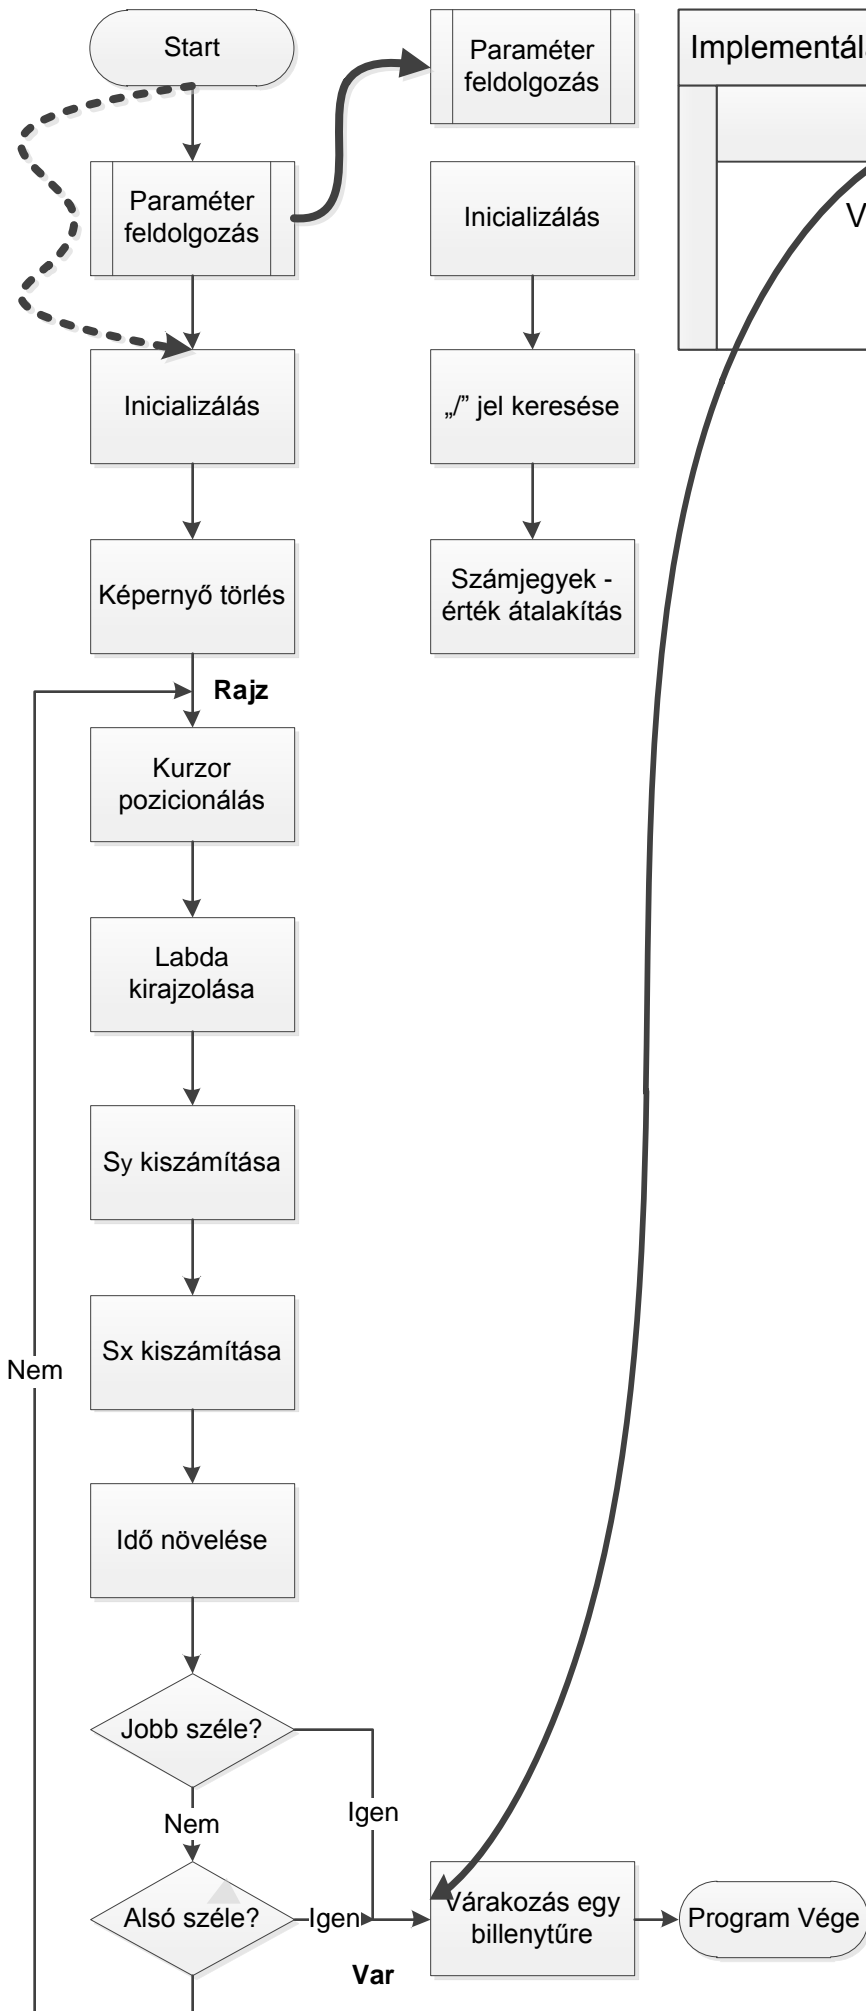 Start
Paraméter
feldolgozás
Inicializálás
Képernyő törlés
Rajz
Kurzor
pozicionálás
Labda
kirajzolása
Sy kiszámítása
Sx kiszámítása
Nem
Idő növelése
Jobb széle?
Nem
Igen
Alsó széle?
Igen
Var
Várakozás egy
billenytűre
Program Vége
Paraméter
feldolgozás
Inicializálás
„/” jel keresése
Számjegyek -
érték átalakítás